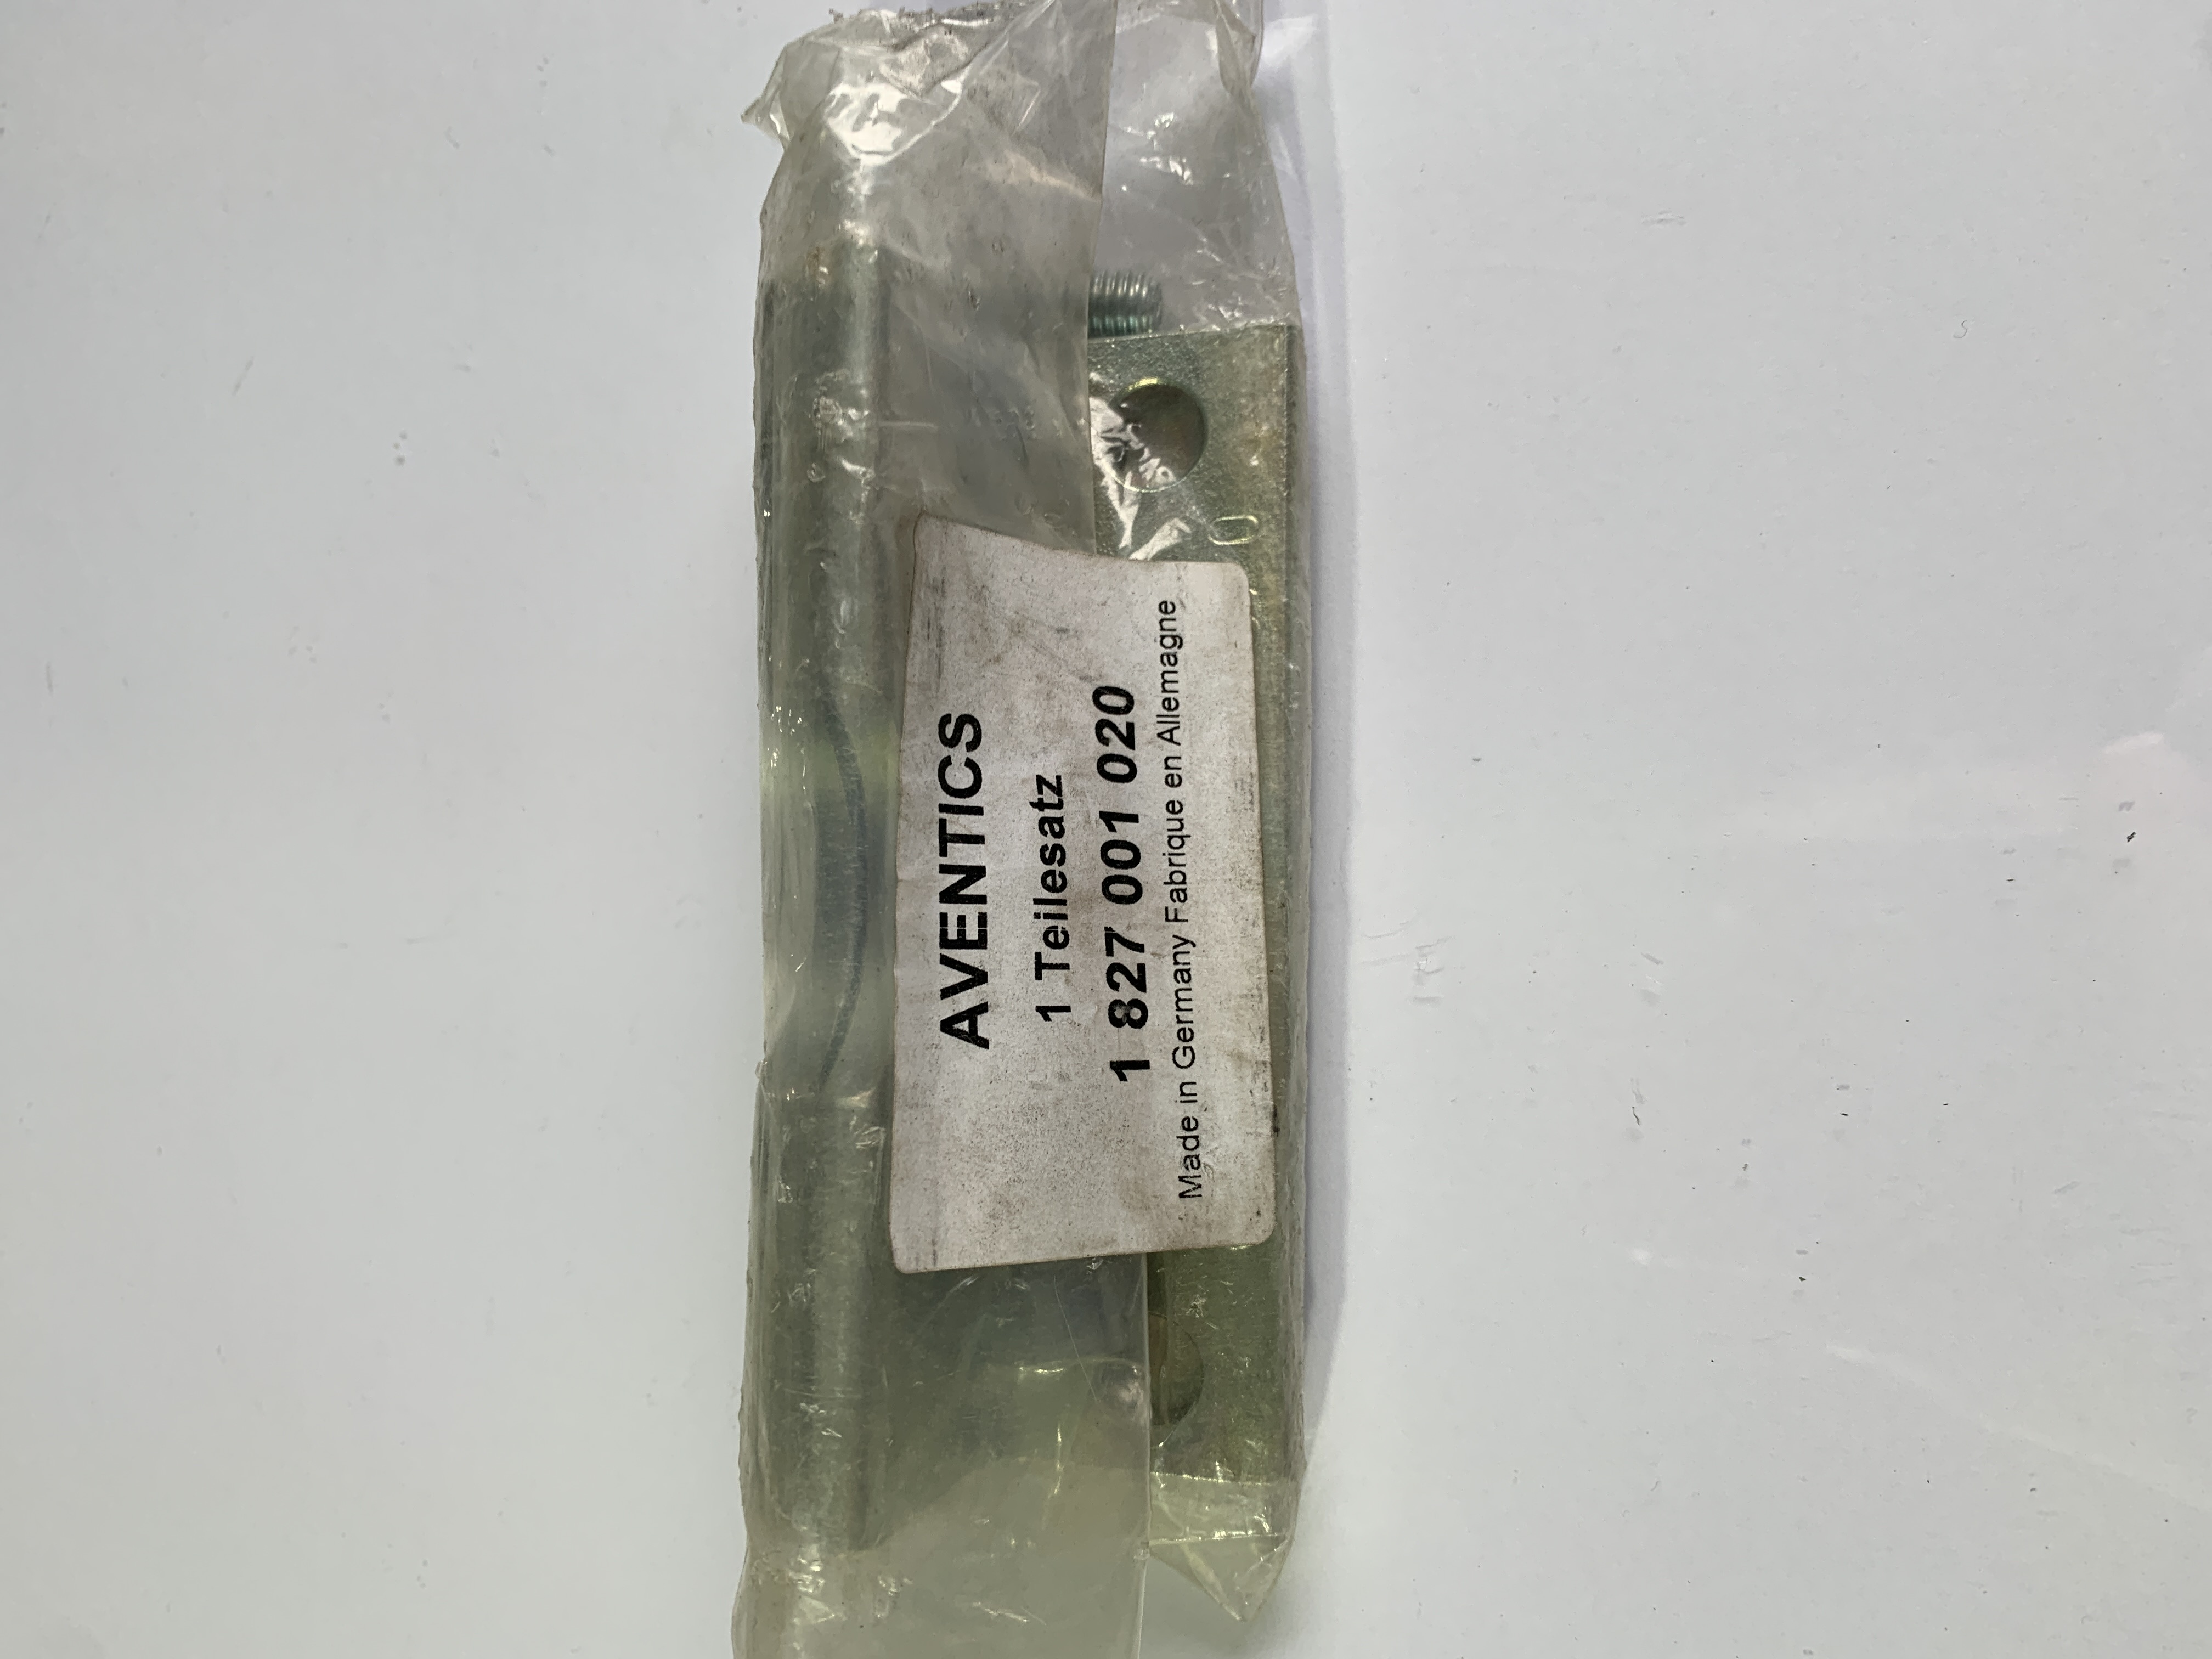 AVENTICS
1 Teilesatz
1 827 001 020
Made in Germany Fabrique en Allemagne